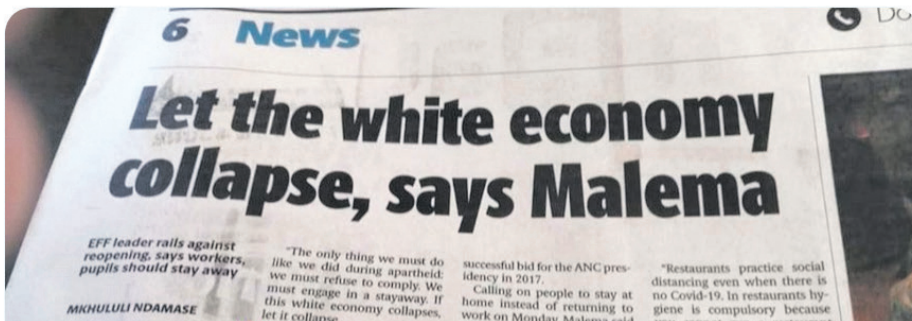 6 News
Let the white economy
collapse, says Malema
EFF leader rails against
reopening, says workers,
pupils should stay away
MKHULULI NDAMASE
"The only thing we must do
like we did during apartheid:
we must refuse to comply. We
must engage in a stayaway. If
this white economy collapses,
let it collapse
successful bid for the ANC pres-
idency in 2017.
Calling on people to stay at
home instead of returning to
work on Monday, Malema said
"Restaurants practice social
distancing even when there is
no Covid-19. In restaurants hy-
giene is compulsory because